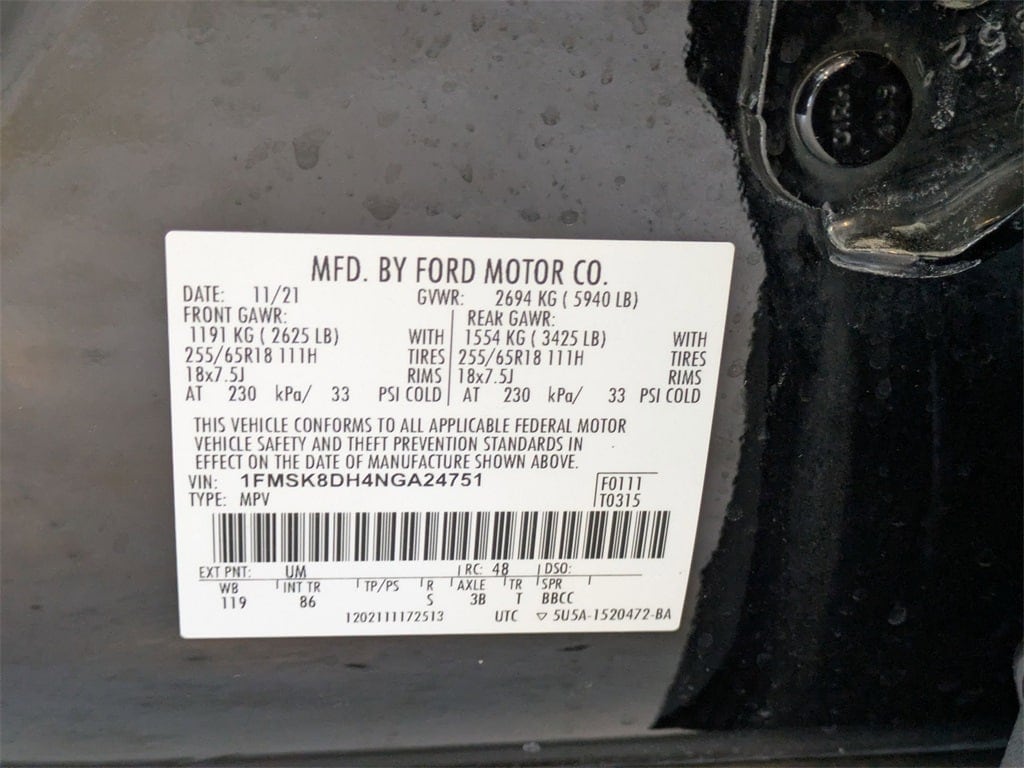 MFD. BY FORD MOTOR CO.
DATE: 11/21 GVWR: 2694 KG ( 5940 LB)
FRONT GAWR: REAR GAWR:
1191 KG ( 2625 LB) WITH 1554 KG ( 3425 LB) WITH
255/65R18 111H TIRES 255/65R18 111H TIRES
18x7.5J RIMS 18x7.5J RIMS
AT 230 kPa/ 33 PSI COLD AT 230 kPa/ 33 PSI COLD
THIS VEHICLE CONFORMS TO ALL APPLICABLE FEDERAL MOTOR
VEHICLE SAFETY AND THEFT PREVENTION STANDARDS IN
EFFECT ON THE DATE OF MANUFACTURE SHOWN ABOVE.
VIN: 1FMSK8DH4NGA24751 F0111
TYPE: MPV T0315
EXT PNT: UM RC: 48 DSO:
WB INT TR TP/PS R AXLE TR SPR
119 86 S 3B T BBCC
1202111172513 UTC ▽ 5U5A-1520472-BA